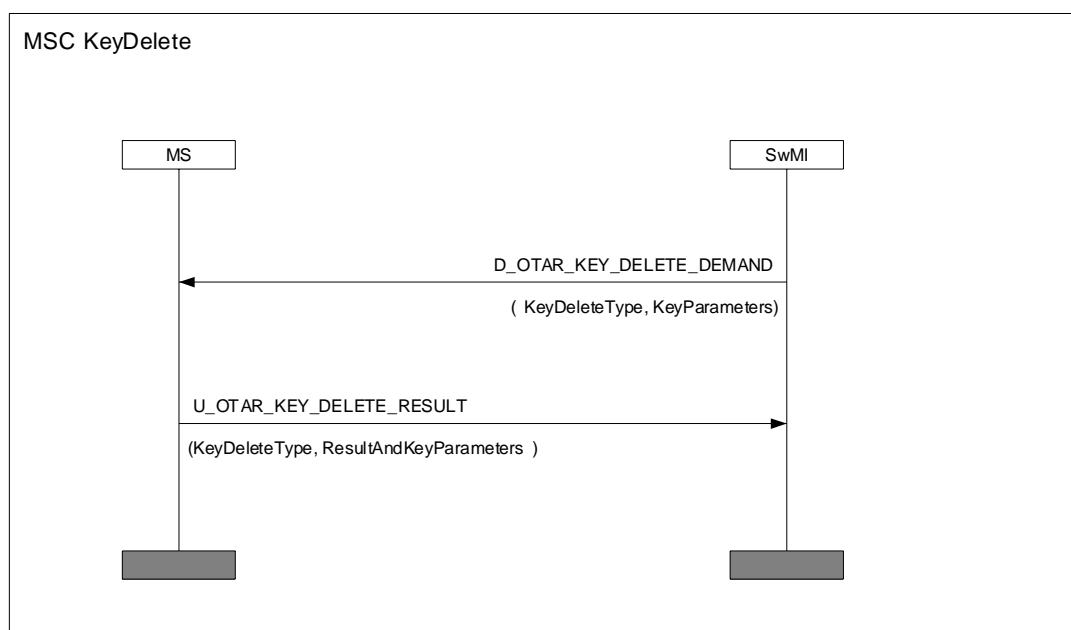 MSC KeyDelete
MS
SwMI
D_OTAR_KEY_DELETE_DEMAND
( KeyDeleteType, KeyParameters)
U_OTAR_KEY_DELETE_RESULT
(KeyDeleteType, ResultAndKeyParameters )